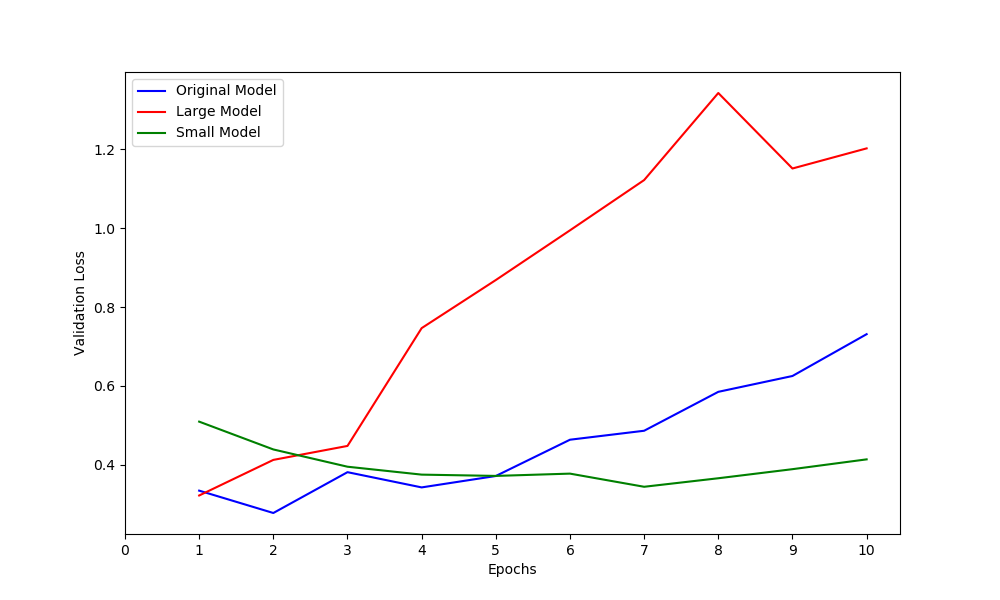 Original Model
Large Model
Small Model
1.2
1.0
0.8
0.6
0.4
Validation Loss
0 1 2 3 4 5 6 7 8 9 10
Epochs